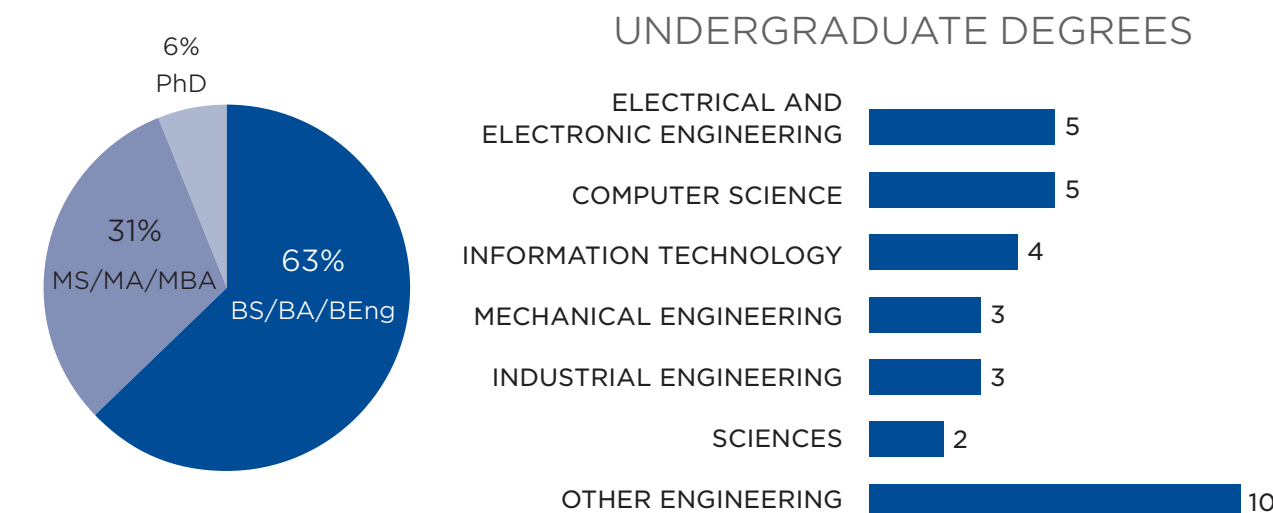 6%
PhD
31%
MS/MA/MBA
63%
BS/BA/BEng
UNDERGRADUATE DEGREES
ELECTRICAL AND
ELECTRONIC ENGINEERING 5
COMPUTER SCIENCE 5
INFORMATION TECHNOLOGY 4
MECHANICAL ENGINEERING 3
INDUSTRIAL ENGINEERING 3
SCIENCES 2
OTHER ENGINEERING 10